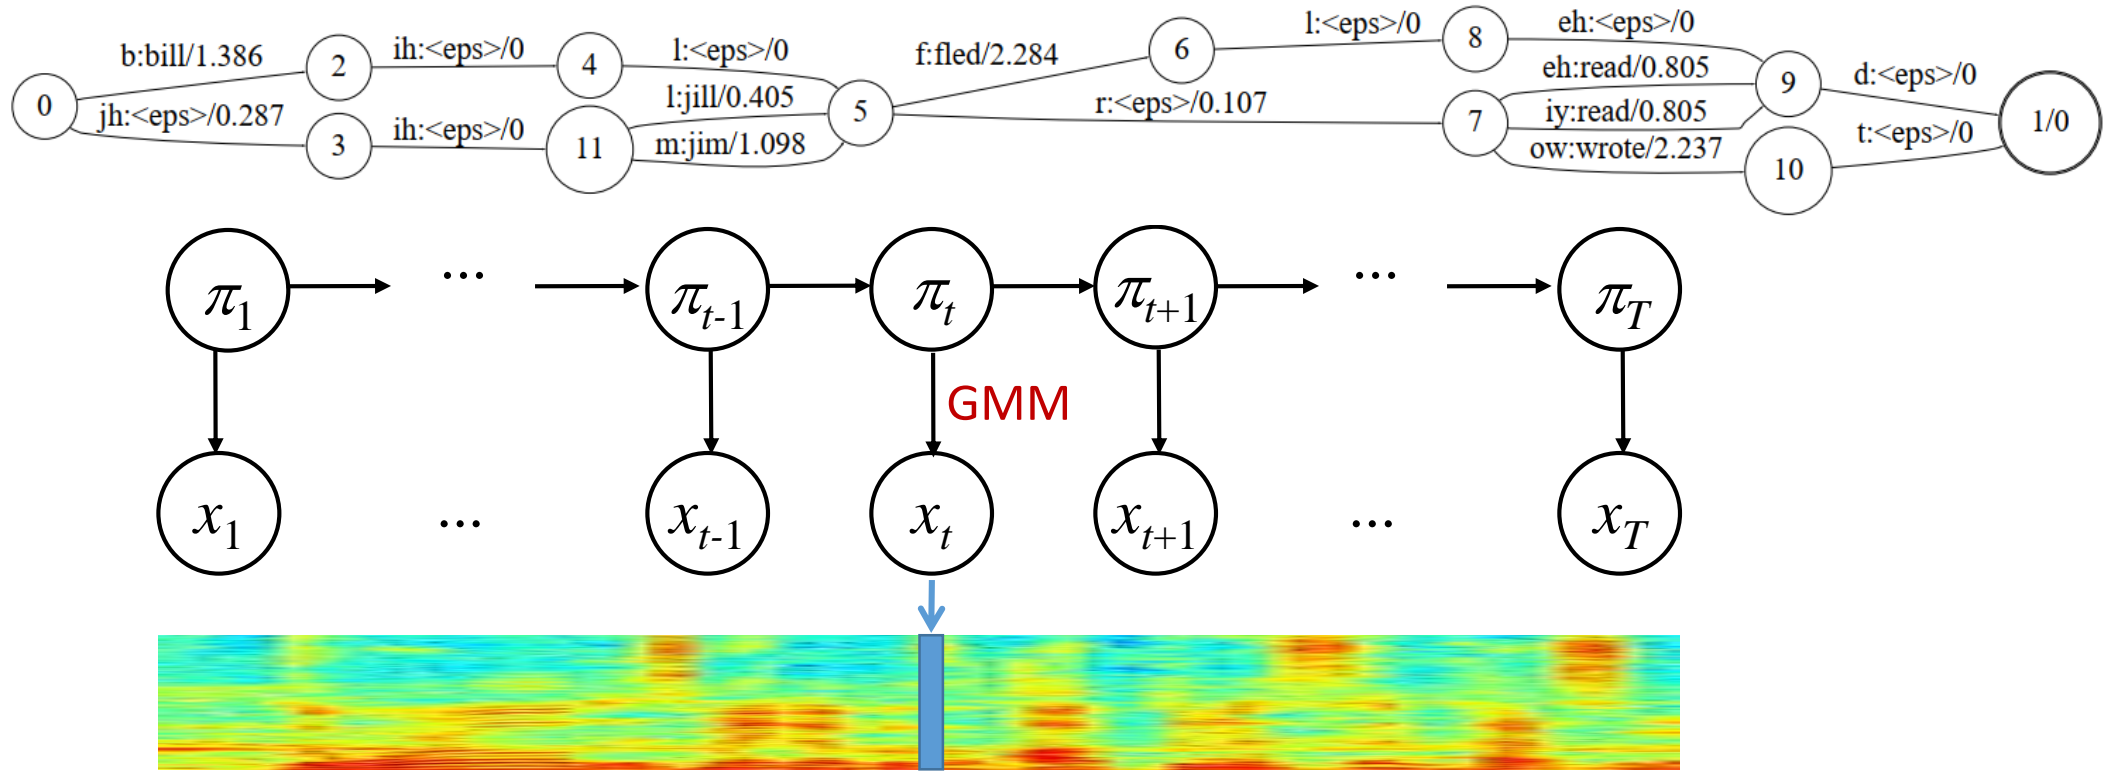 b:bill/1.386
ih:<eps>/0
l:<eps>/0
f:fled/2.284
l:<eps>/0
eh:<eps>/0
0
2
4
6
8
jh:<eps>/0.287
ih:<eps>/0
l:jill/0.405
m:jim/1.098
r:<eps>/0.107
eh:read/0.805
iy:read/0.805
ow:wrote/2.237
d:<eps>/0
t:<eps>/0
3
11
5
7
9
10
1/0
π1
...
πt-1
πt
πt+1
...
πT
GMM
x1
...
xt-1
xt
xt+1
...
xT